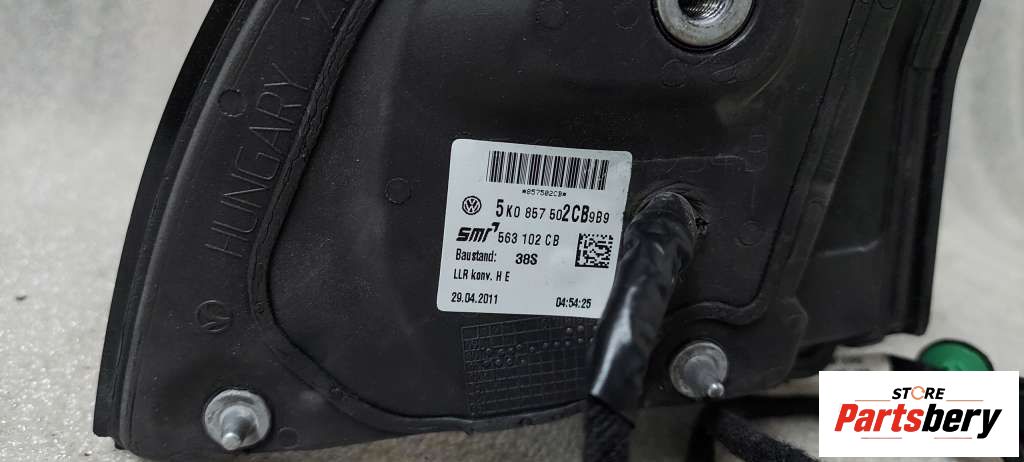 HUNGARY
*857502CB*
5K0 857 502CB9B9
smr 563 102 CB
Baustand: 38S
LLR konv. H E
29.04.2011 04:54:25
STORE
Partsbery